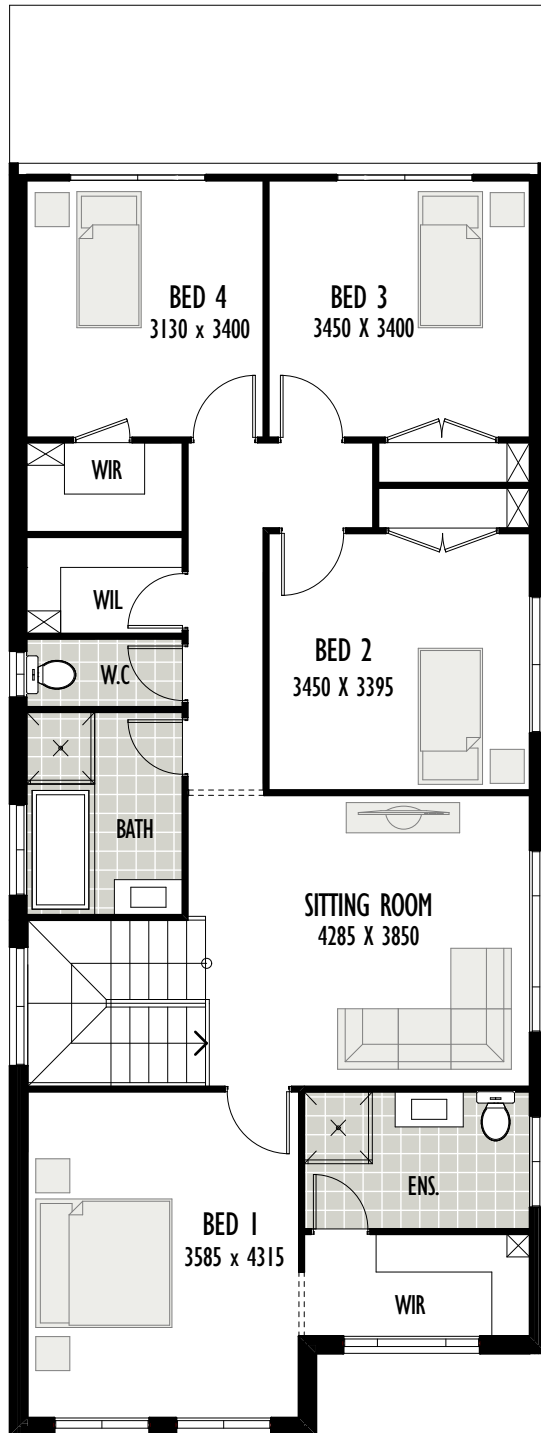 BED 4
3130 x 3400
BED 3
3450 X 3400
WIR
WIL
W.C
BED 2
3450 X 3395
BATH
SITTING ROOM
4285 X 3850
ENS.
BED 1
3585 x 4315
WIR